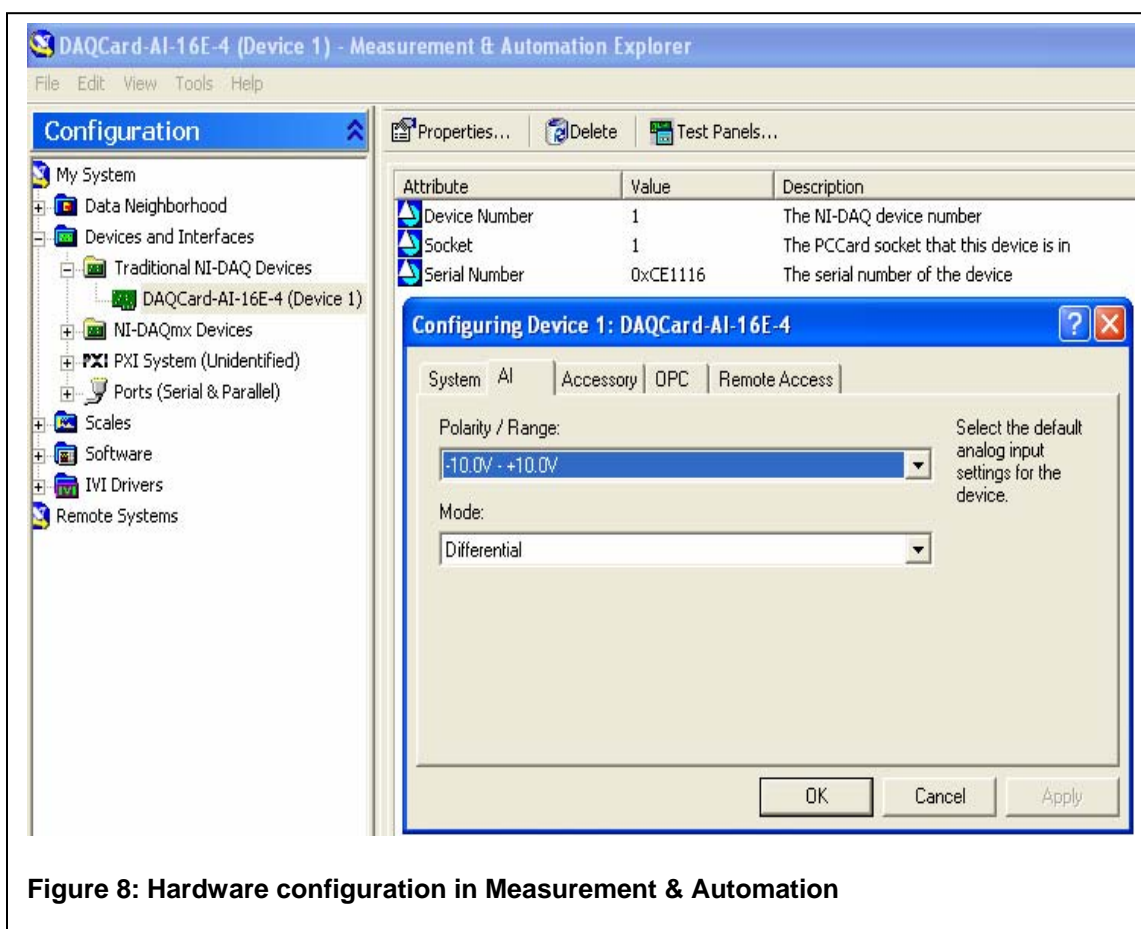 DAQCard-AI-16E-4 (Device 1) - Measurement & Automation Explorer
File Edit View Tools Help
Configuration
My System
Data Neighborhood
Devices and Interfaces
Traditional NI-DAQ Devices
DAQCard-AI-16E-4 (Device 1)
NI-DAQmx Devices
PXI PXI System (Unidentified)
Ports (Serial & Parallel)
Scales
Software
IVI IVI Drivers
Remote Systems
Properties... Delete Test Panels...
Attribute Value Description
Device Number 1 The NI-DAQ device number
Socket 1 The PCCard socket that this device is in
Serial Number 0xCE1116 The serial number of the device
Configuring Device 1: DAQCard-AI-16E-4
System AI Accessory OPC Remote Access
Polarity / Range:
-10.0V - +10.0V
Mode:
Differential
Select the default
analog input
settings for the
device.
OK Cancel Apply
Figure 8: Hardware configuration in Measurement & Automation